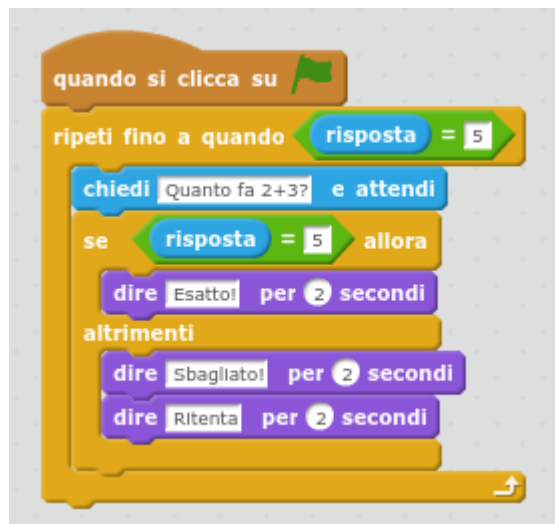 quando si clicca su
ripeti fino a quando risposta = 5
chiedi Quanto fa 2+3? e attendi
se risposta = 5 allora
dire Esatto! per 2 secondi
altrimenti
dire Sbagliato! per 2 secondi
dire RItenta per 2 secondi